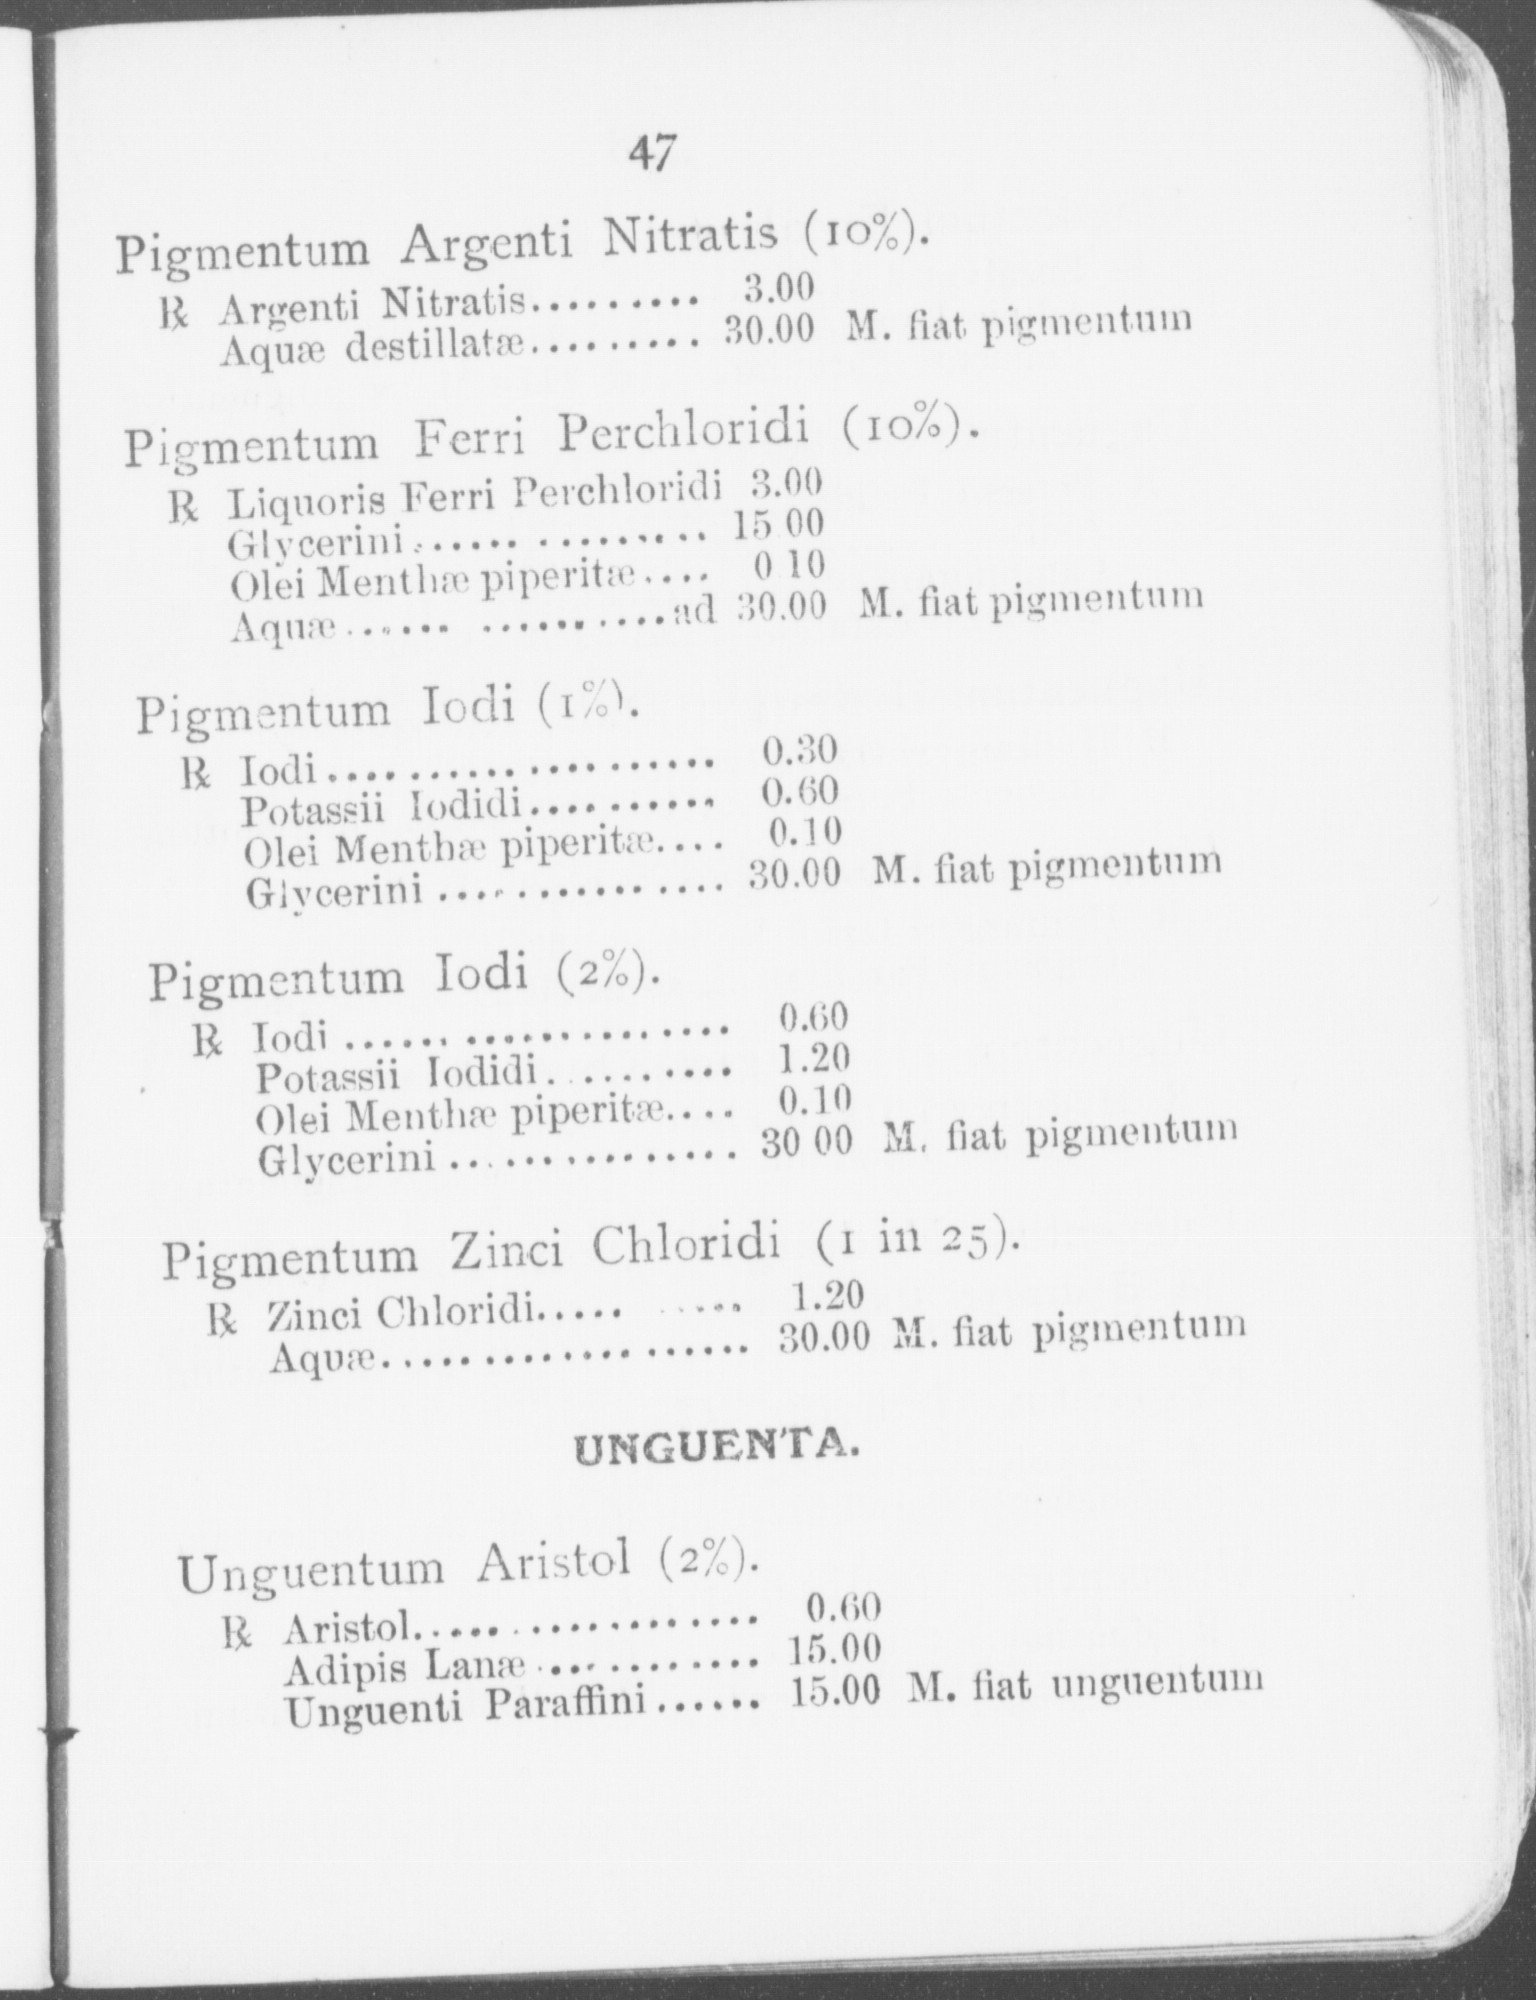 47
Pigmentum Argenti Nitratis (10%).
℞ Argenti Nitratis......... 3.00
Aquæ destillatæ......... 30.00 M. fiat pigmentum
Pigmentum Ferri Perchloridi (10%).
℞ Liquoris Ferri Perchloridi 3.00
Glycerini...... ......... 15 00
Olei Menthæ piperitæ.... 0 10
Aquæ...... ..........ad 30.00 M. fiat pigmentum
Pigmentum Iodi (1%).
℞ Iodi.................... 0.30
Potassii Iodidi.......... 0.60
Olei Menthæ piperitæ.... 0.10
Glycerini ............... 30.00 M. fiat pigmentum
Pigmentum Iodi (2%).
℞ Iodi .................... 0.60
Potassii Iodidi.......... 1.20
Olei Menthæ piperitæ.... 0.10
Glycerini ............... 30 00 M. fiat pigmentum
Pigmentum Zinci Chloridi (1 in 25).
℞ Zinci Chloridi..... ..... 1.20
Aquæ................... 30.00 M. fiat pigmentum
UNGUENTA.
Unguentum Aristol (2%).
℞ Aristol.................. 0.60
Adipis Lanæ ............ 15.00
Unguenti Paraffini...... 15.00 M. fiat unguentum